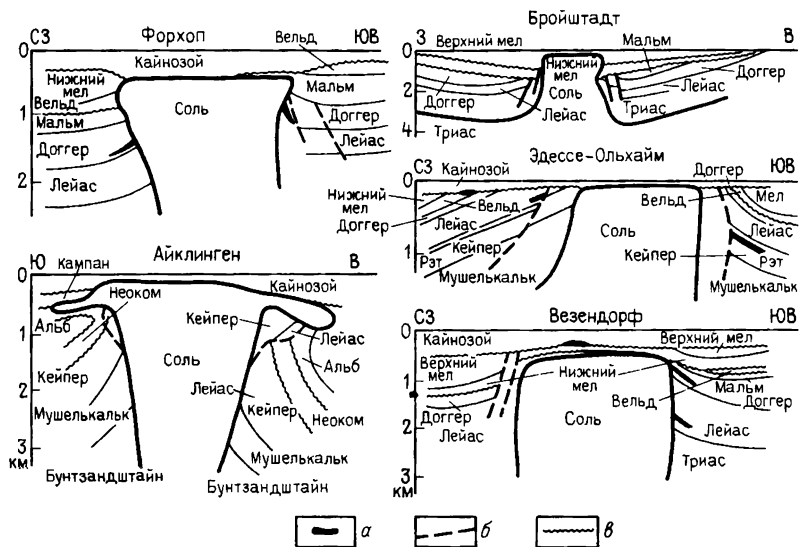 Форхоп
СЗ
ЮВ
0
1
2
Кайнозой
Вельд
Нижний
мел
Вельд
Мальм
Доггер
Лейас
Соль
Мальм
Доггер
Лейас
Бройштадт
З
В
0
2
4
Верхний мел
Нижний
мел
Соль
Мальм
Доггер
Лейас
Триас
Доггер
Лейас
Триас
Эдессе-Ольхайм
СЗ
ЮВ
0
1
Кайнозой
Нижний
мел
Доггер
Вельд
Лейас
Кейпер
Рэт
Мушелькальк
Соль
Доггер
Вельд
Мел
Лейас
Кейпер
Рэт
Мушелькальк
Айклинген
Ю
В
0
1
2
3
км
Кампан
Неоком
Альб
Кейпер
Мушелькальк
Бунтзандштайн
Соль
Кайнозой
Кейпер
Лейас
Альб
Лейас
Кейпер
Неоком
Мушелькальк
Бунтзандштайн
Везендорф
СЗ
ЮВ
0
1
2
3
км
Кайнозой
Верхний мел
Верхний
мел
Нижний
мел
Вельд
Мальм
Доггер
Доггер
Лейас
Соль
Лейас
Триас
а
б
в